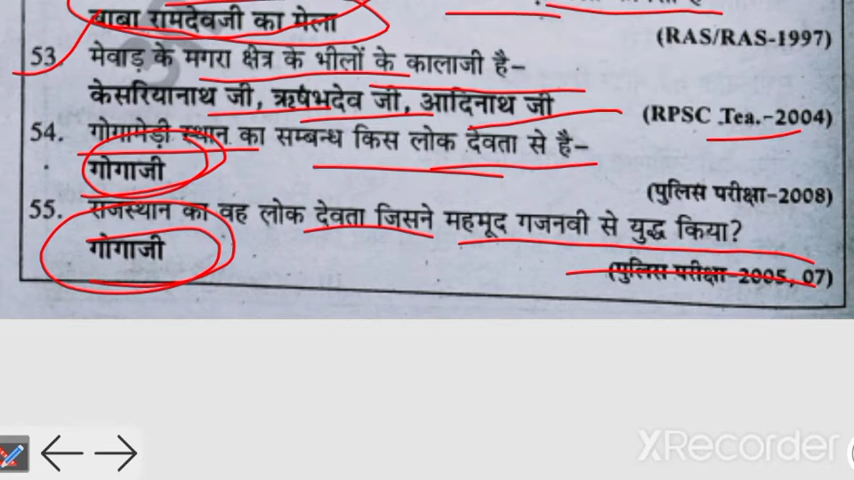 बाबा रामदेवजी का मेला
(RAS/RAS-1997)
53. मेवाड़ के मगरा क्षेत्र के भीलों के कालाजी है–
केसरियानाथ जी, ऋषभदेव जी, आदिनाथ जी
(RPSC Tea.-2004)
54. गोगामेड़ी स्थान का सम्बन्ध किस लोक देवता से है–
गोगाजी
(पुलिस परीक्षा-2008)
55. राजस्थान का वह लोक देवता जिसने महमूद गजनवी से युद्ध किया?
गोगाजी
(पुलिस परीक्षा-2005, 07)
XRecorder